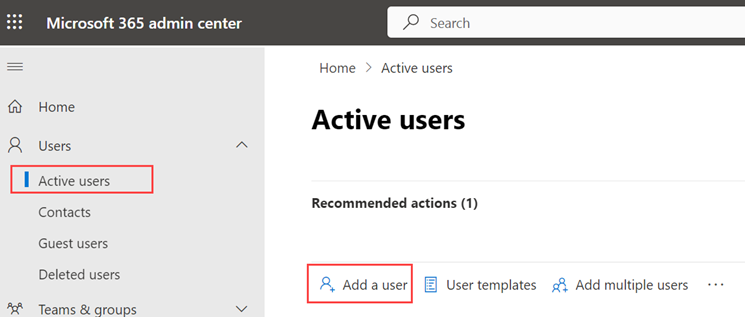 Microsoft 365 admin center
Search
Home > Active users
Home
Users
Active users
Contacts
Guest users
Deleted users
Teams & groups
Active users
Recommended actions (1)
Add a user
User templates
Add multiple users
···